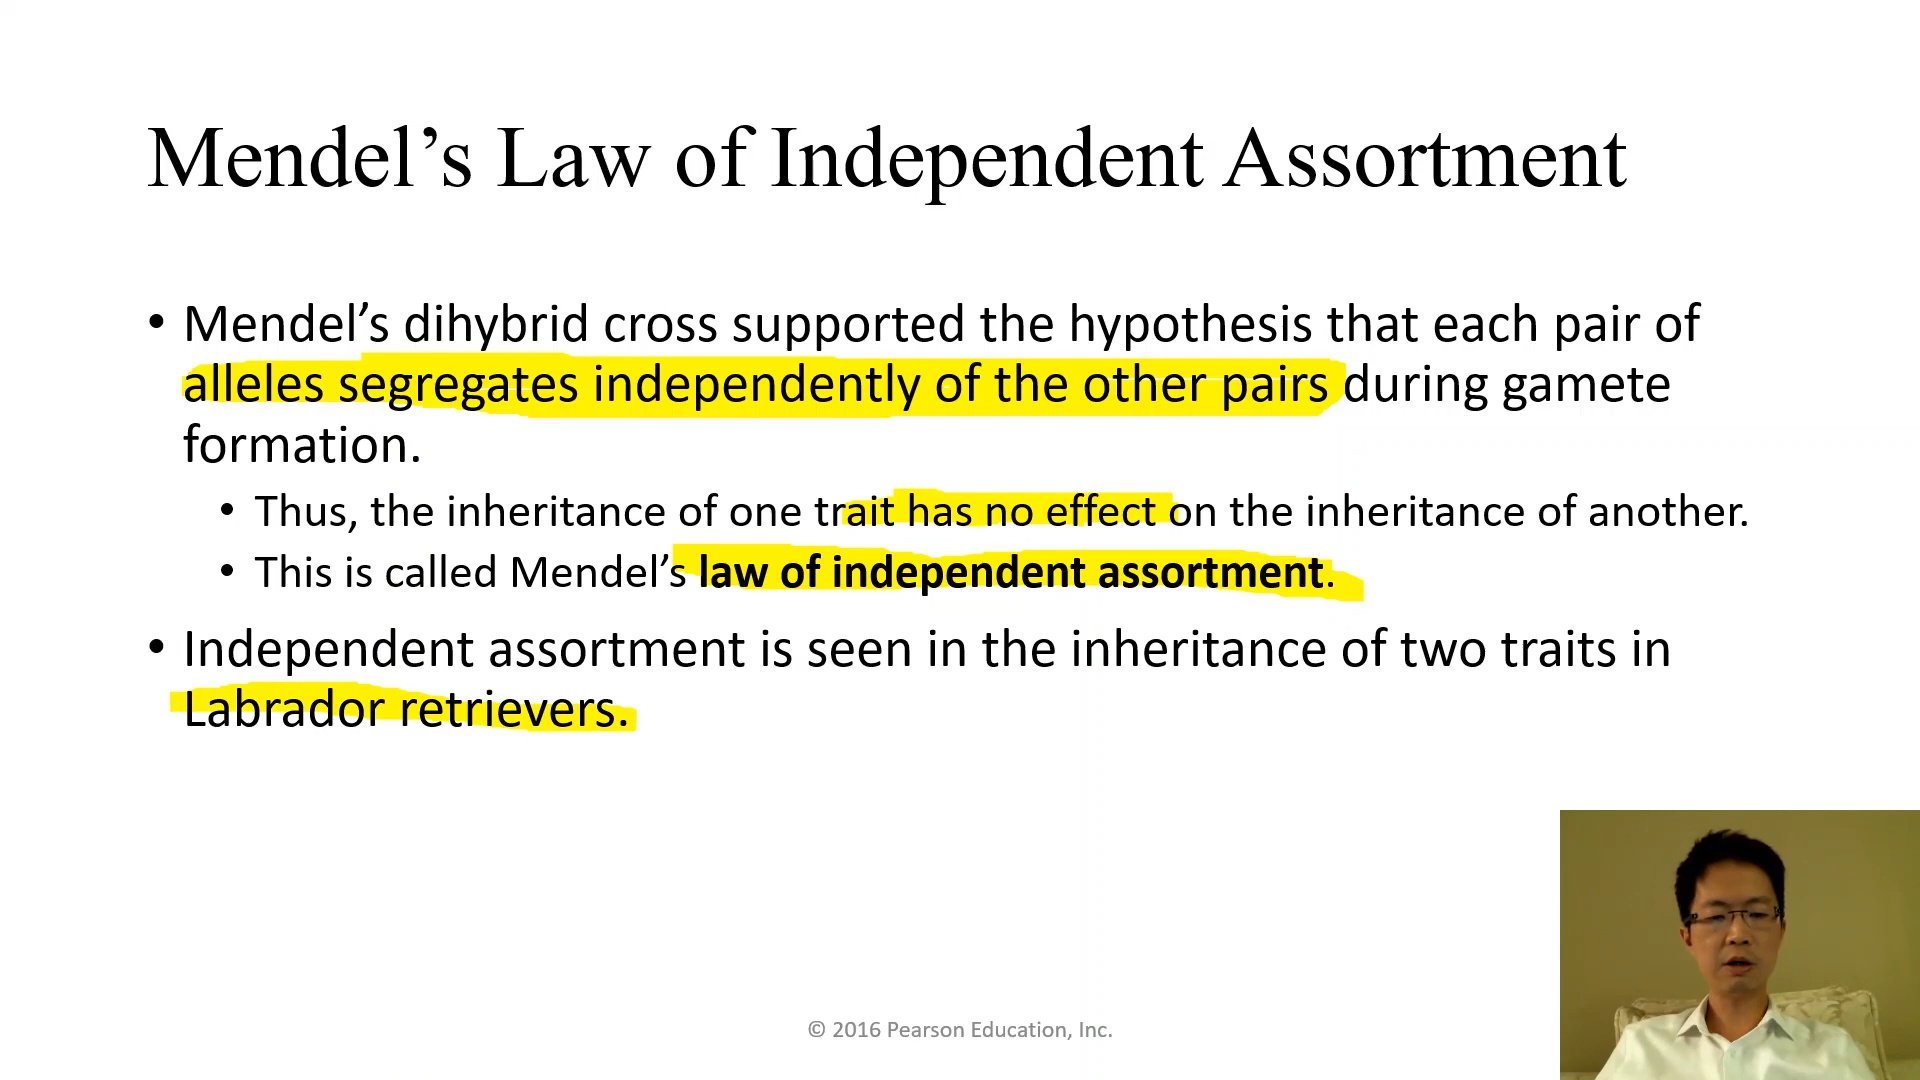 Mendel’s Law of Independent Assortment
• Mendel’s dihybrid cross supported the hypothesis that each pair of
alleles segregates independently of the other pairs during gamete
formation.
• Thus, the inheritance of one trait has no effect on the inheritance of another.
• This is called Mendel’s law of independent assortment.
• Independent assortment is seen in the inheritance of two traits in
Labrador retrievers.
© 2016 Pearson Education, Inc.